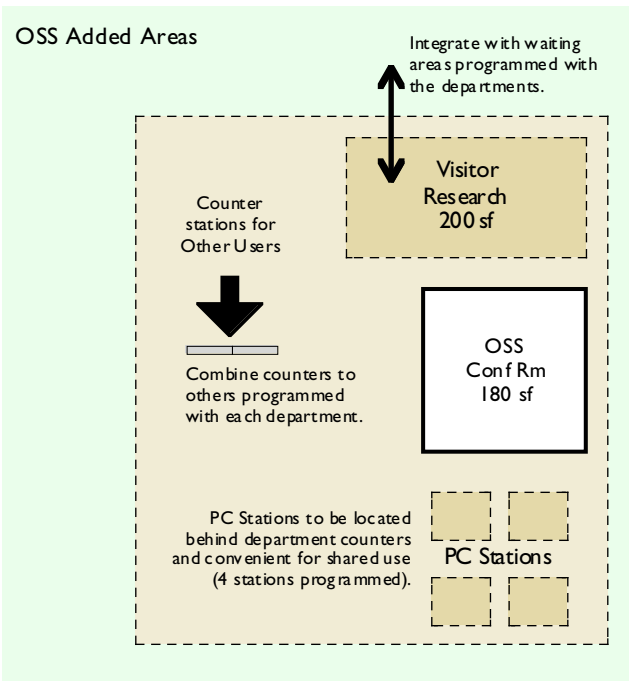 OSS Added Areas
Integrate with waiting
areas programmed with
the departments.
Visitor
Research
200 sf
Counter
stations for
Other Users
OSS
Conf Rm
180 sf
Combine counters to
others programmed
with each department.
PC Stations to be located
behind department counters
and convenient for shared use
(4 stations programmed).
PC Stations